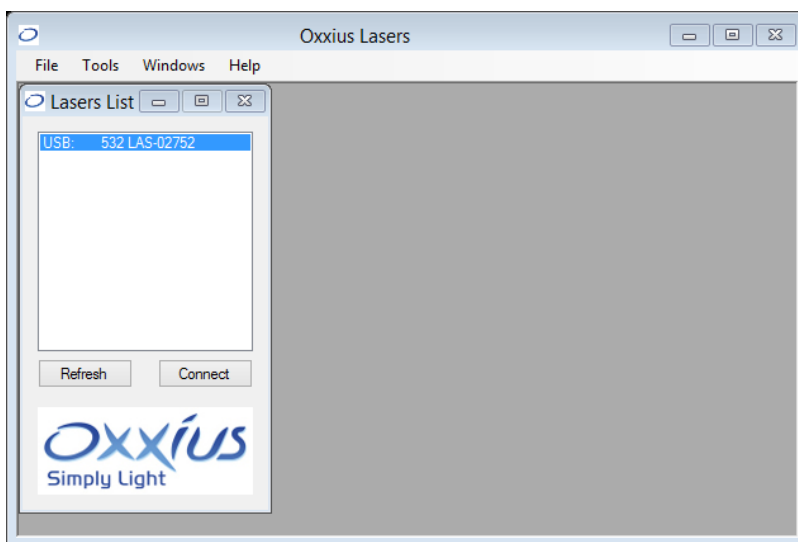 Oxxius Lasers
File Tools Windows Help
Lasers List
USB: 532 LAS-02752
Refresh Connect
Oxxius
Simply Light